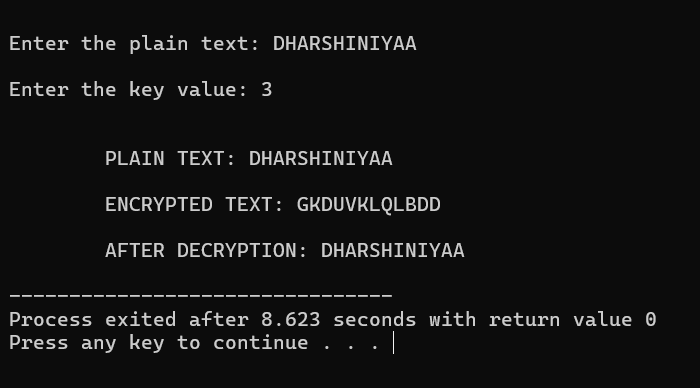 Enter the plain text: DHARSHINIYAA
Enter the key value: 3
PLAIN TEXT: DHARSHINIYAA
ENCRYPTED TEXT: GKDUVKLQLBDD
AFTER DECRYPTION: DHARSHINIYAA
--------------------------------
Process exited after 8.623 seconds with return value 0
Press any key to continue . . .